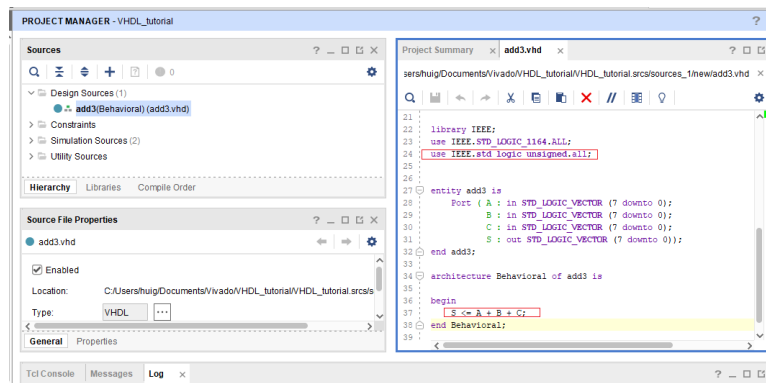 PROJECT MANAGER - VHDL_tutorial ?
Sources ?
0
Design Sources (1)
add3(Behavioral) (add3.vhd)
Constraints
Simulation Sources (2)
Utility Sources
Hierarchy Libraries Compile Order
Source File Properties ?
add3.vhd
Enabled
Location: C:/Users/huig/Documents/Vivado/VHDL_tutorial/VHDL_tutorial.srcs/s
Type: VHDL ...
General Properties
Project Summary × add3.vhd ×
sers/huig/Documents/Vivado/VHDL_tutorial/VHDL_tutorial.srcs/sources_1/new/add3.vhd ×
21
22 library IEEE;
23 use IEEE.STD_LOGIC_1164.ALL;
24 use IEEE.std_logic_unsigned.all;
25
26
27 entity add3 is
28 Port ( A : in STD_LOGIC_VECTOR (7 downto 0);
29 B : in STD_LOGIC_VECTOR (7 downto 0);
30 C : in STD_LOGIC_VECTOR (7 downto 0);
31 S : out STD_LOGIC_VECTOR (7 downto 0));
32 end add3;
33
34 architecture Behavioral of add3 is
35
36 begin
37 S <= A + B + C;
38 end Behavioral;
39
Tcl Console Messages Log × ?